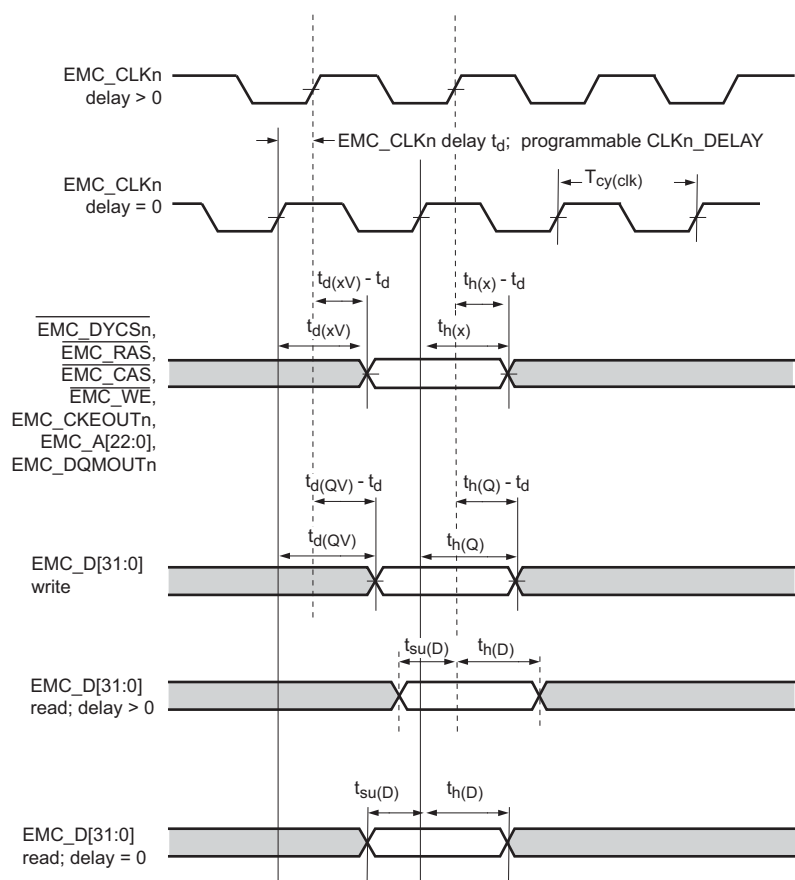 EMC_CLKn
delay > 0
EMC_CLKn delay td; programmable CLKn_DELAY
EMC_CLKn
delay = 0
Tcy(clk)
td(xV) - td
th(x) - td
td(xV)
th(x)
EMC_DYCSn,
EMC_RAS,
EMC_CAS,
EMC_WE,
EMC_CKEOUTn,
EMC_A[22:0],
EMC_DQMOUTn
td(QV) - td
th(Q) - td
td(QV)
th(Q)
EMC_D[31:0]
write
tsu(D)
th(D)
EMC_D[31:0]
read; delay > 0
tsu(D)
th(D)
EMC_D[31:0]
read; delay = 0